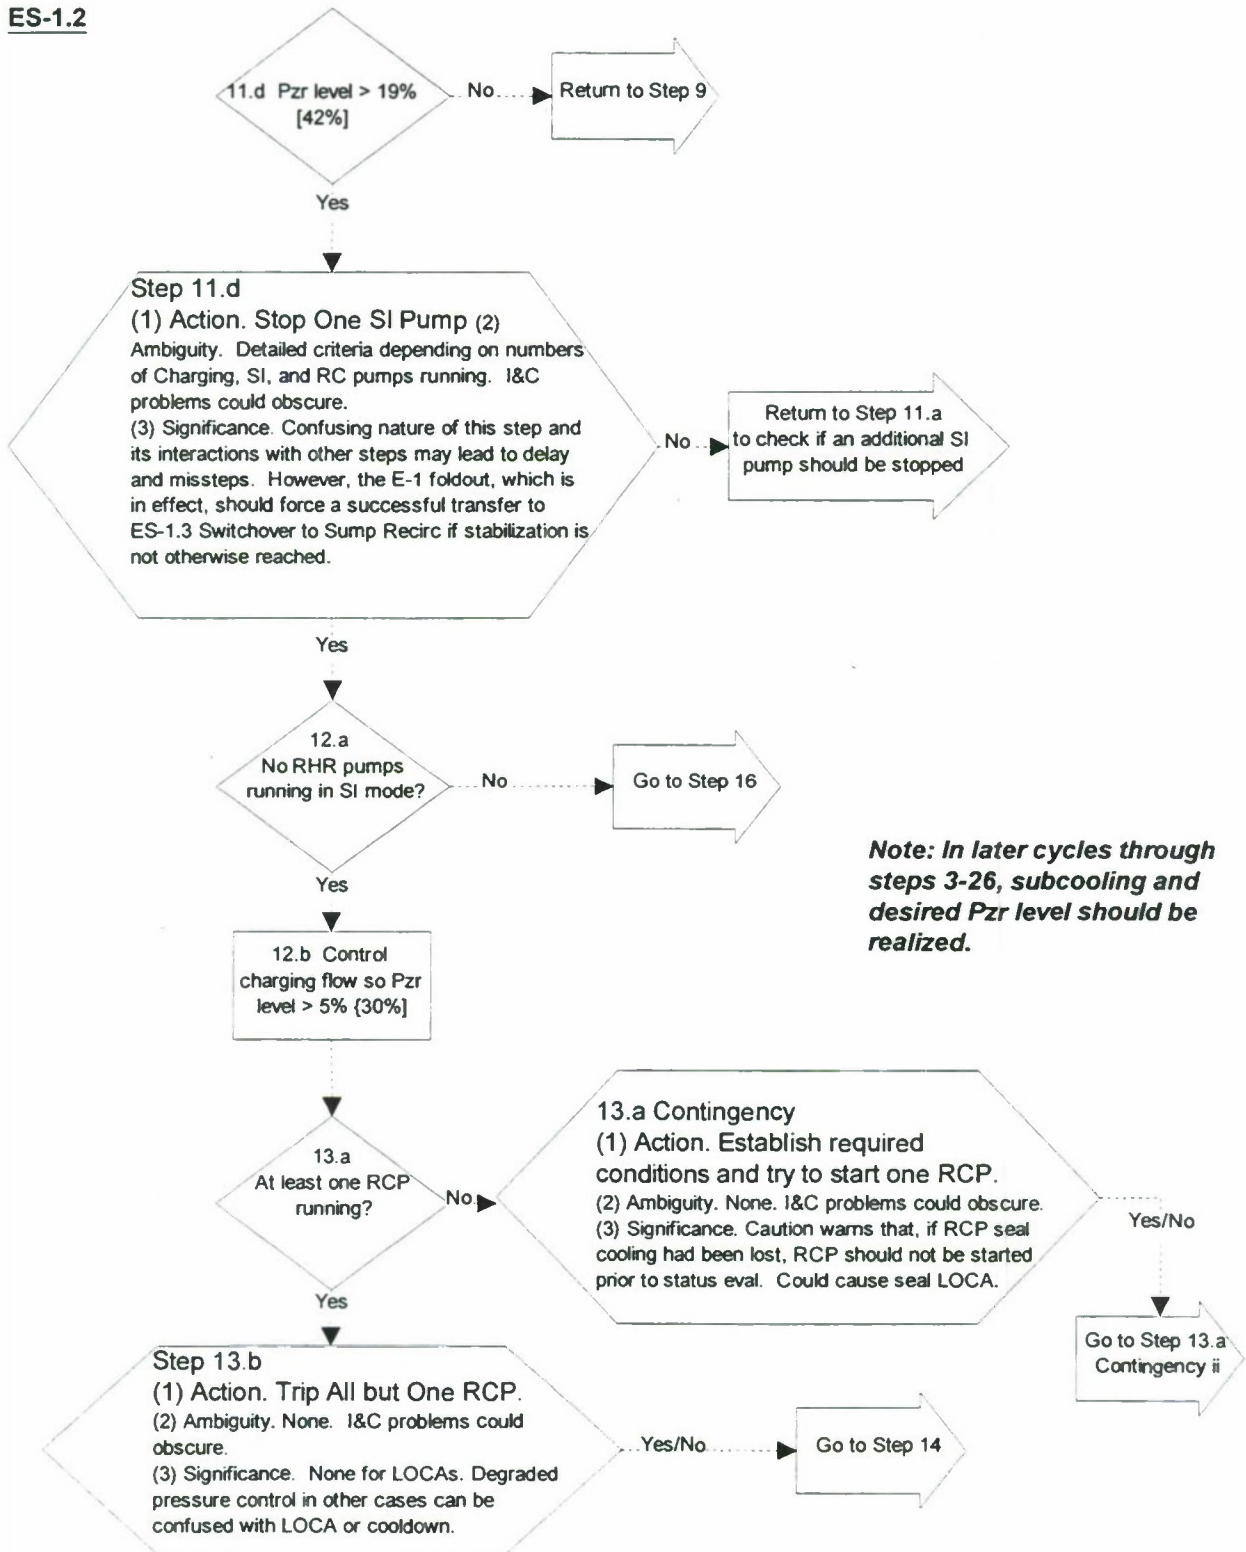 ES-1.2
11.d Pzr level > 19%
[42%]
No
Return to Step 9
Yes
Step 11.d
(1) Action. Stop One SI Pump (2)
Ambiguity. Detailed criteria depending on numbers
of Charging, SI, and RC pumps running. I&C
problems could obscure.
(3) Significance. Confusing nature of this step and
its interactions with other steps may lead to delay
and missteps. However, the E-1 foldout, which is
in effect, should force a successful transfer to
ES-1.3 Switchover to Sump Recirc if stabilization is
not otherwise reached.
No
Return to Step 11.a
to check if an additional SI
pump should be stopped
Yes
12.a
No RHR pumps
running in SI mode?
No
Go to Step 16
Yes
Note: In later cycles through
steps 3-26, subcooling and
desired Pzr level should be
realized.
12.b Control
charging flow so Pzr
level > 5% {30%]
13.a
At least one RCP
running?
No
13.a Contingency
(1) Action. Establish required
conditions and try to start one RCP.
(2) Ambiguity. None. I&C problems could obscure.
(3) Significance. Caution warns that, if RCP seal
cooling had been lost, RCP should not be started
prior to status eval. Could cause seal LOCA.
Yes/No
Go to Step 13.a
Contingency ii
Yes
Step 13.b
(1) Action. Trip All but One RCP.
(2) Ambiguity. None. I&C problems could
obscure.
(3) Significance. None for LOCAs. Degraded
pressure control in other cases can be
confused with LOCA or cooldown.
Yes/No
Go to Step 14